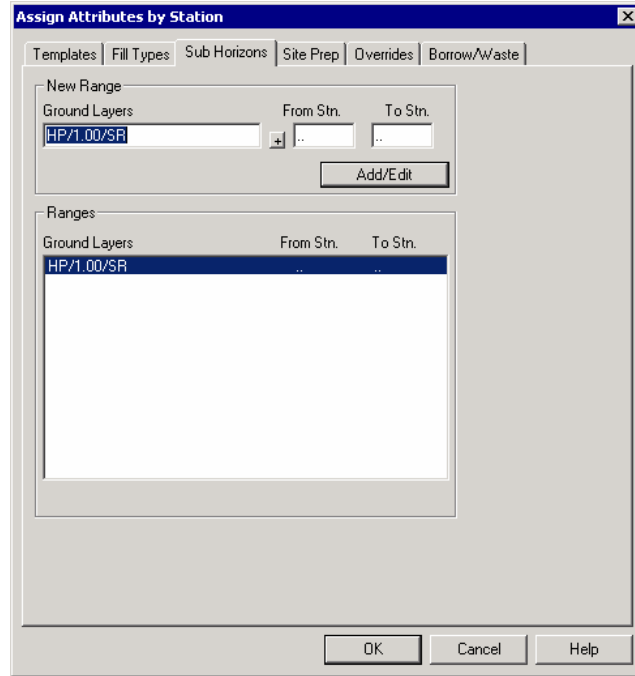 Assign Attributes by Station
Templates Fill Types Sub Horizons Site Prep Overrides Borrow/Waste
New Range
Ground Layers From Stn. To Stn.
HP/1.00/SR + .. ..
Add/Edit
Ranges
Ground Layers From Stn. To Stn.
HP/1.00/SR .. ..
OK Cancel Help